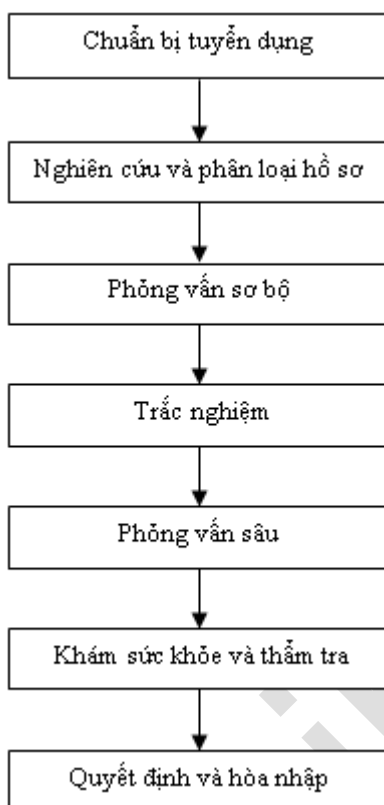 Chuẩn bị tuyển dụng
Nghiên cứu và phân loại hồ sơ
Phỏng vấn sơ bộ
Trắc nghiệm
Phỏng vấn sâu
Khám sức khỏe và thẩm tra
Quyết định và hòa nhập